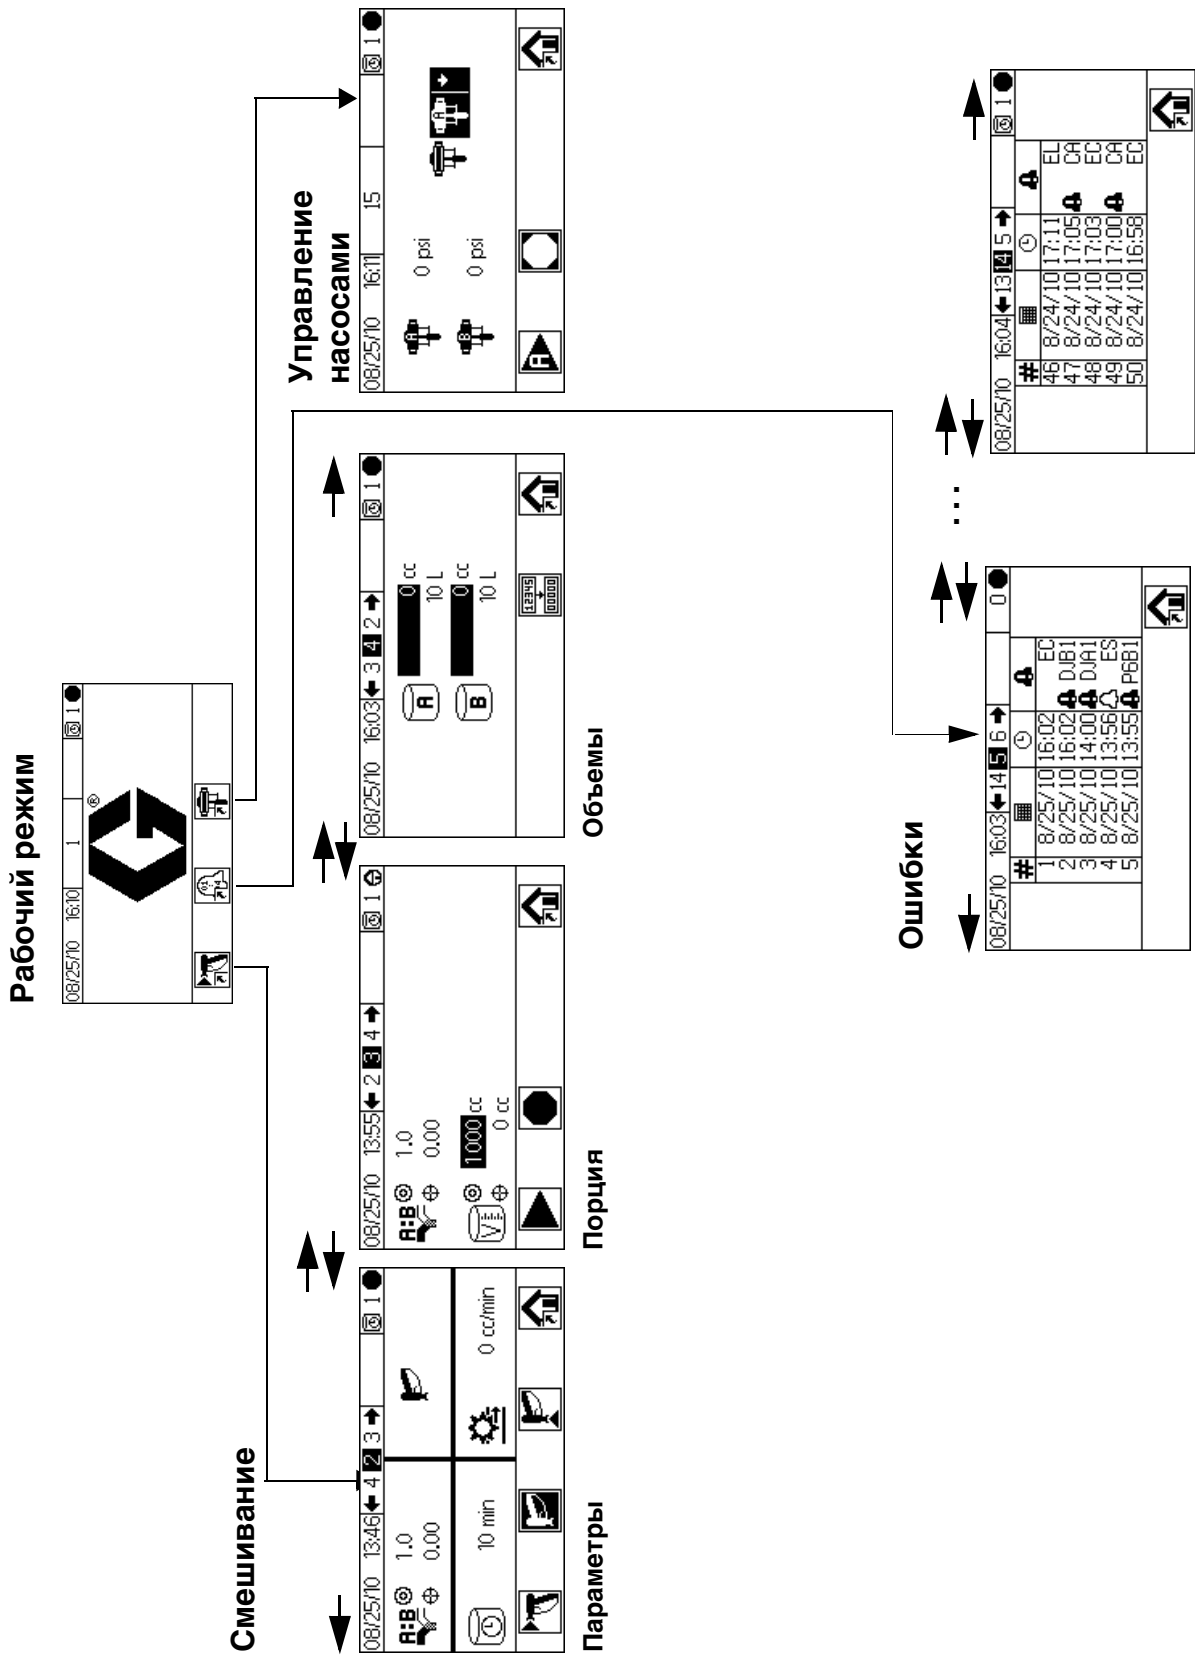 Рабочий режим
08/25/10 16:10 1 1
®
Смешивание
08/25/10 13:46 4 2 3 1
A:B 1.0
0.00
10 min
0 cc/min
Параметры
08/25/10 13:55 2 3 4 1
A:B 1.0
0.00
1000 cc
0 cc
Порция
08/25/10 16:03 3 4 2 1
A 0 cc
10 L
B 0 cc
10 L
12345
00000
Объемы
Управление
насосами
08/25/10 16:11 15 1
A 0 psi
B 0 psi
A
A
Ошибки
08/25/10 16:03 14 5 6 0
#
1 8/25/10 16:02 EC
2 8/25/10 16:02 DJB1
3 8/25/10 14:00 DJA1
4 8/25/10 13:56 ES
5 8/25/10 13:55 P6B1
...
08/25/10 16:04 13 14 5 1
#
46 8/24/10 17:11 EL
47 8/24/10 17:05 CA
48 8/24/10 17:03 EC
49 8/24/10 17:00 CA
50 8/24/10 16:58 EC